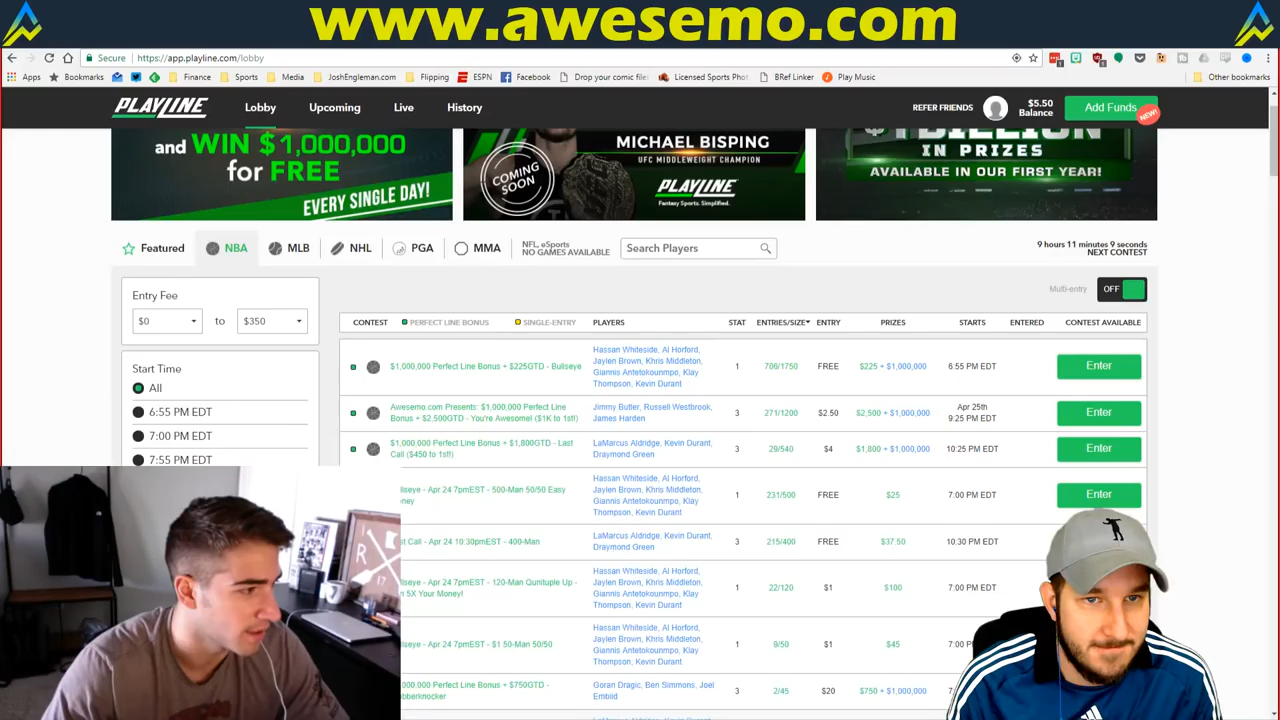 www.awesemo.com
Secure https://app.playline.com/lobby
Apps Bookmarks Finance Sports Media JoshEngleman.com Flipping ESPN Facebook Drop your comic files Licensed Sports Phot BRef Linker Play Music Other bookmarks
PLAYLINE Lobby Upcoming Live History REFER FRIENDS $5.50 Balance Add Funds NEW!
and WIN $1,000,000
for FREE
EVERY SINGLE DAY!
COMING SOON
MICHAEL BISPING
UFC MIDDLEWEIGHT CHAMPION
PLAYLINE
Fantasy Sports. Simplified.
IN PRIZES
AVAILABLE IN OUR FIRST YEAR!
Featured NBA MLB NHL PGA MMA NFL, eSports NO GAMES AVAILABLE Search Players 9 hours 11 minutes 9 seconds
NEXT CONTEST
Entry Fee
$0 to $350
Start Time
All
6:55 PM EDT
7:00 PM EDT
7:55 PM EDT
Multi-entry OFF
CONTEST PERFECT LINE BONUS SINGLE-ENTRY PLAYERS STAT ENTRIES/SIZE ENTRY PRIZES STARTS ENTERED CONTEST AVAILABLE
$1,000,000 Perfect Line Bonus + $225GTD - Bullseye Hassan Whiteside, Al Horford, Jaylen Brown, Khris Middleton, Giannis Antetokounmpo, Klay Thompson, Kevin Durant 1 706/1750 FREE $225 + $1,000,000 6:55 PM EDT Enter
Awesemo.com Presents: $1,000,000 Perfect Line Bonus + $2,500GTD - You're Awesome! ($1K to 1st!) Jimmy Butler, Russell Westbrook, James Harden 3 271/1200 $2.50 $2,500 + $1,000,000 Apr 25th 9:25 PM EDT Enter
$1,000,000 Perfect Line Bonus + $1,800GTD - Last Call ($450 to 1st!) LaMarcus Aldridge, Kevin Durant, Draymond Green 3 29/540 $4 $1,800 + $1,000,000 10:25 PM EDT Enter
llseye - Apr 24 7pmEST - 500-Man 50/50 Easy ney Hassan Whiteside, Al Horford, Jaylen Brown, Khris Middleton, Giannis Antetokounmpo, Klay Thompson, Kevin Durant 1 231/500 FREE $25 7:00 PM EDT Enter
st Call - Apr 24 10:30pmEST - 400-Man LaMarcus Aldridge, Kevin Durant, Draymond Green 3 215/400 FREE $37.50 10:30 PM EDT
llseye - Apr 24 7pmEST - 120-Man Qunituple Up - n 5X Your Money! Hassan Whiteside, Al Horford, Jaylen Brown, Khris Middleton, Giannis Antetokounmpo, Klay Thompson, Kevin Durant 1 22/120 $1 $100 7:00 PM EDT
llseye - Apr 24 7pmEST - $1 50-Man 50/50 Hassan Whiteside, Al Horford, Jaylen Brown, Khris Middleton, Giannis Antetokounmpo, Klay Thompson, Kevin Durant 1 9/50 $1 $45 7:00
,000,000 Perfect Line Bonus + $750GTD - bberknocker Goran Dragic, Ben Simmons, Joel Embiid 3 2/45 $20 $750 + $1,000,000